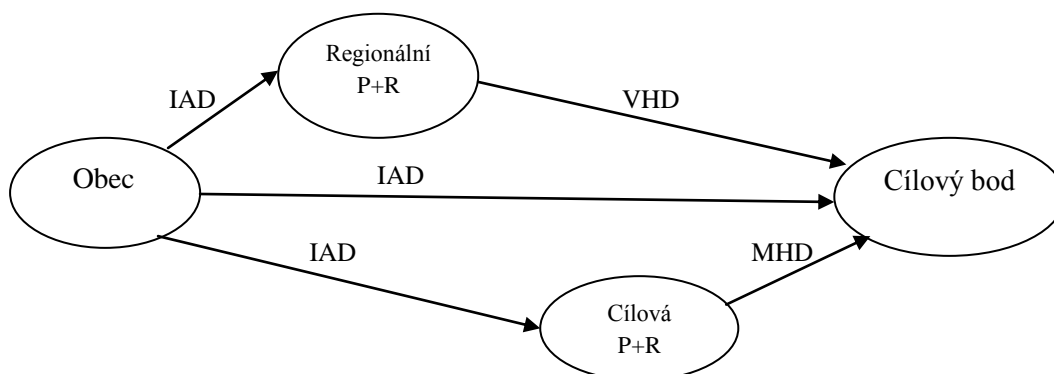 Regionální
P+R
IAD
VHD
Obec
IAD
Cílový bod
IAD
MHD
Cílová
P+R